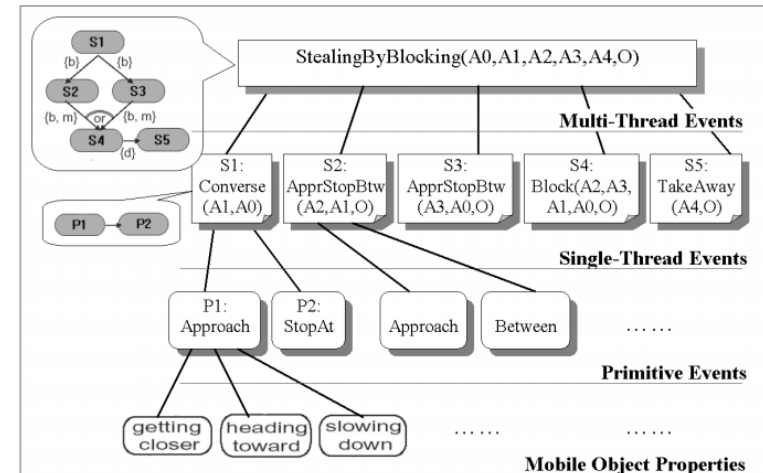 S1
{b} {b}
S2 S3
{b, m} or {b, m}
S4 S5
{d}
StealingByBlocking(A0,A1,A2,A3,A4,O)
Multi-Thread Events
S1:
Converse
(A1,A0)
S2:
ApprStopBtw
(A2,A1,O)
S3:
ApprStopBtw
(A3,A0,O)
S4:
Block(A2,A3,
A1,A0,O)
S5:
TakeAway
(A4,O)
P1 P2
Single-Thread Events
P1:
Approach
P2:
StopAt
Approach
Between
... ...
Primitive Events
getting
closer
heading
toward
slowing
down
... ...
... ...
Mobile Object Properties